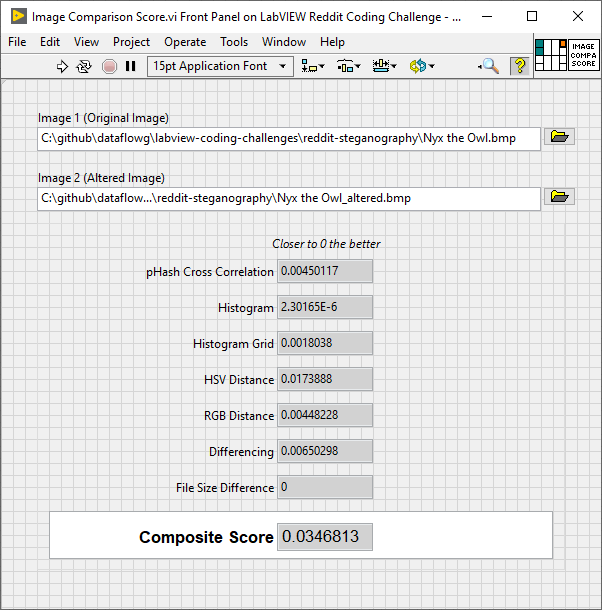 Image Comparison Score.vi Front Panel on LabVIEW Reddit Coding Challenge - ...
File Edit View Project Operate Tools Window Help
15pt Application Font
?
IMAGE
COMPA
SCORE
Image 1 (Original Image)
C:\github\dataflowg\labview-coding-challenges\reddit-steganography\Nyx the Owl.bmp
Image 2 (Altered Image)
C:\github\dataflow...\reddit-steganography\Nyx the Owl_altered.bmp
Closer to 0 the better
pHash Cross Correlation 0.00450117
Histogram 2.30165E-6
Histogram Grid 0.0018038
HSV Distance 0.0173888
RGB Distance 0.00448228
Differencing 0.00650298
File Size Difference 0
Composite Score 0.0346813